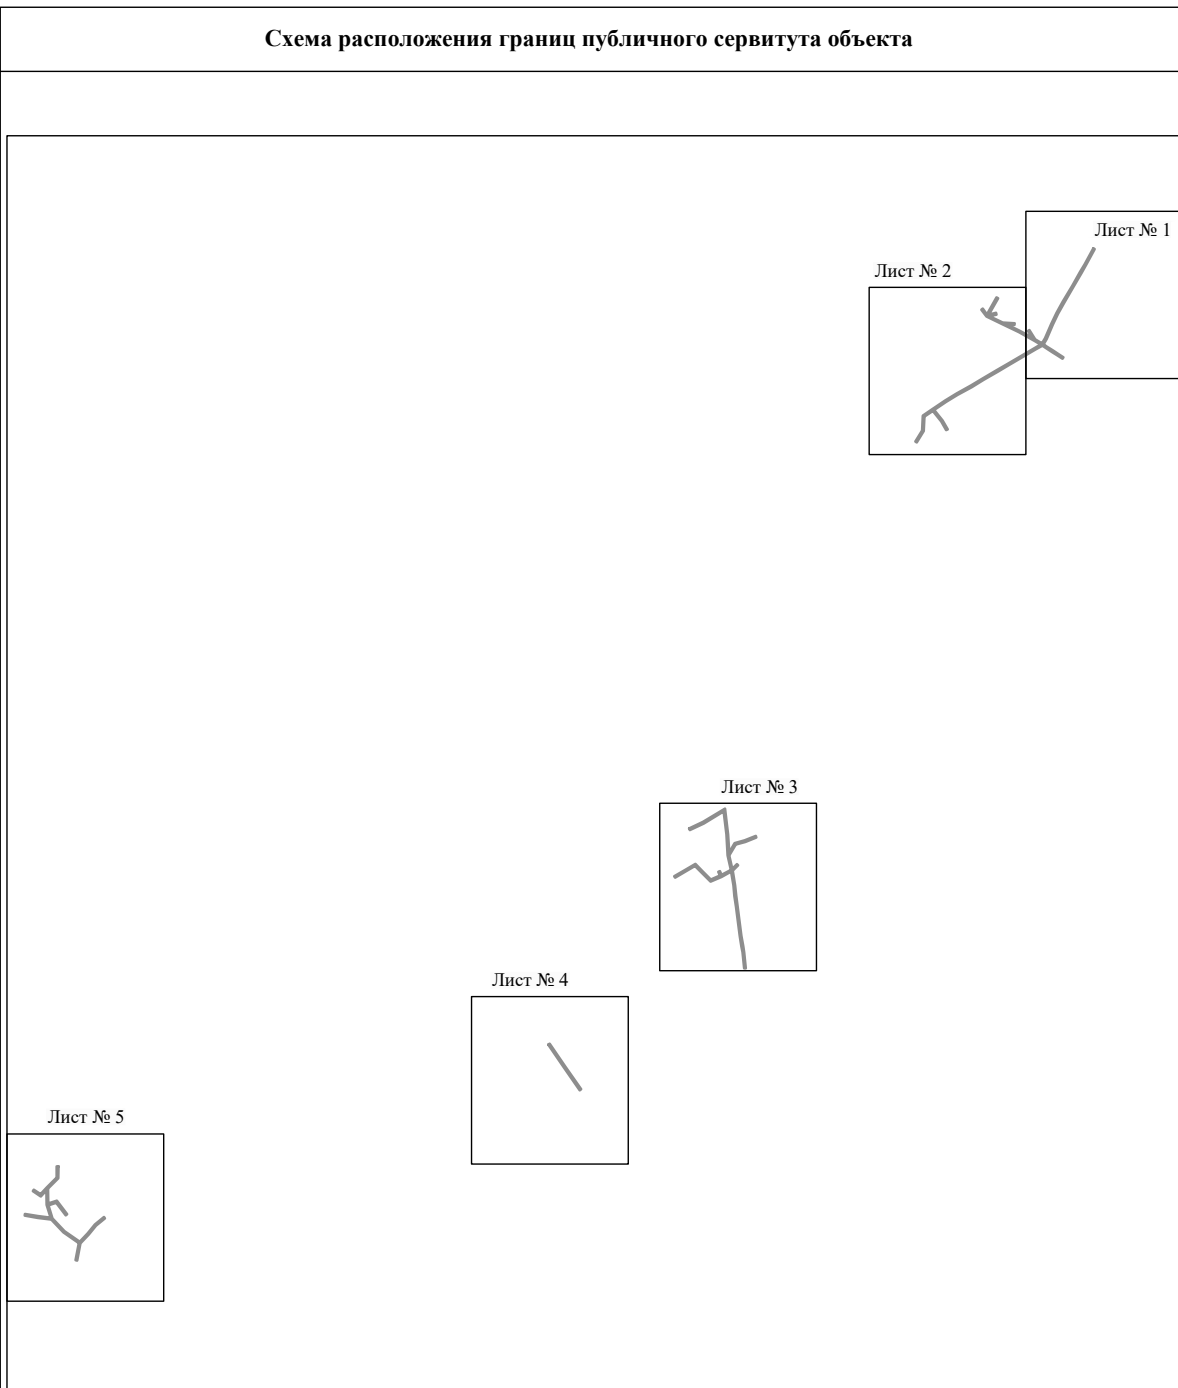 Схема расположения границ публичного сервитута объекта
Лист № 1
Лист № 2
Лист № 3
Лист № 4
Лист № 5